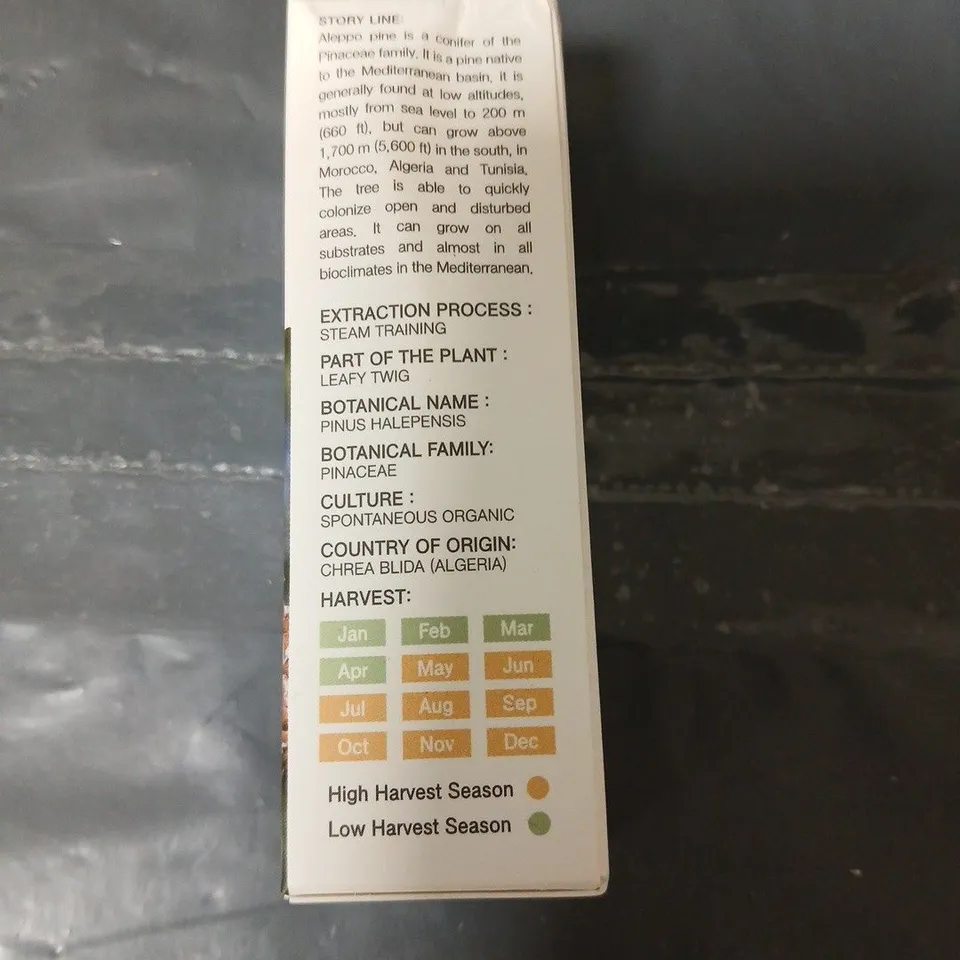 STORY LINE:
Aleppo pine is a conifer of the
Pinaceae family. It is a pine native
to the Mediterranean basin, it is
generally found at low altitudes,
mostly from sea level to 200 m
(660 ft), but can grow above
1,700 m (5,600 ft) in the south, in
Morocco, Algeria and Tunisia.
The tree is able to quickly
colonize open and disturbed
areas. It can grow on all
substrates and almost in all
bioclimates in the Mediterranean.
EXTRACTION PROCESS :
STEAM TRAINING
PART OF THE PLANT :
LEAFY TWIG
BOTANICAL NAME :
PINUS HALEPENSIS
BOTANICAL FAMILY:
PINACEAE
CULTURE :
SPONTANEOUS ORGANIC
COUNTRY OF ORIGIN:
CHREA BLIDA (ALGERIA)
HARVEST:
Jan Feb Mar
Apr May Jun
Jul Aug Sep
Oct Nov Dec
High Harvest Season
Low Harvest Season